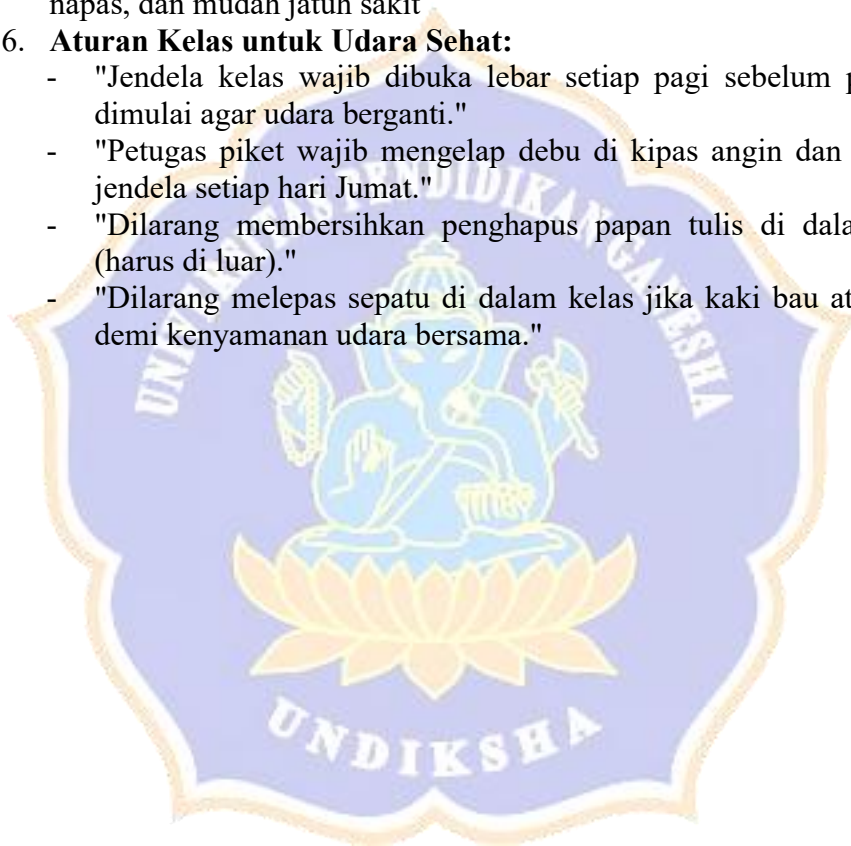 napas, dan mudah jatuh sakit
6. Aturan Kelas untuk Udara Sehat:
- "Jendela kelas wajib dibuka lebar setiap pagi sebelum
dimulai agar udara berganti."
- "Petugas piket wajib mengelap debu di kipas angin dan
jendela setiap hari Jumat."
- "Dilarang membersihkan penghapus papan tulis di
(harus di luar)."
- "Dilarang melepas sepatu di dalam kelas jika kaki bau
demi kenyamanan udara bersama."
UNIVERSITAS PENDIDIKAN GANESHA
UNDIKSHA